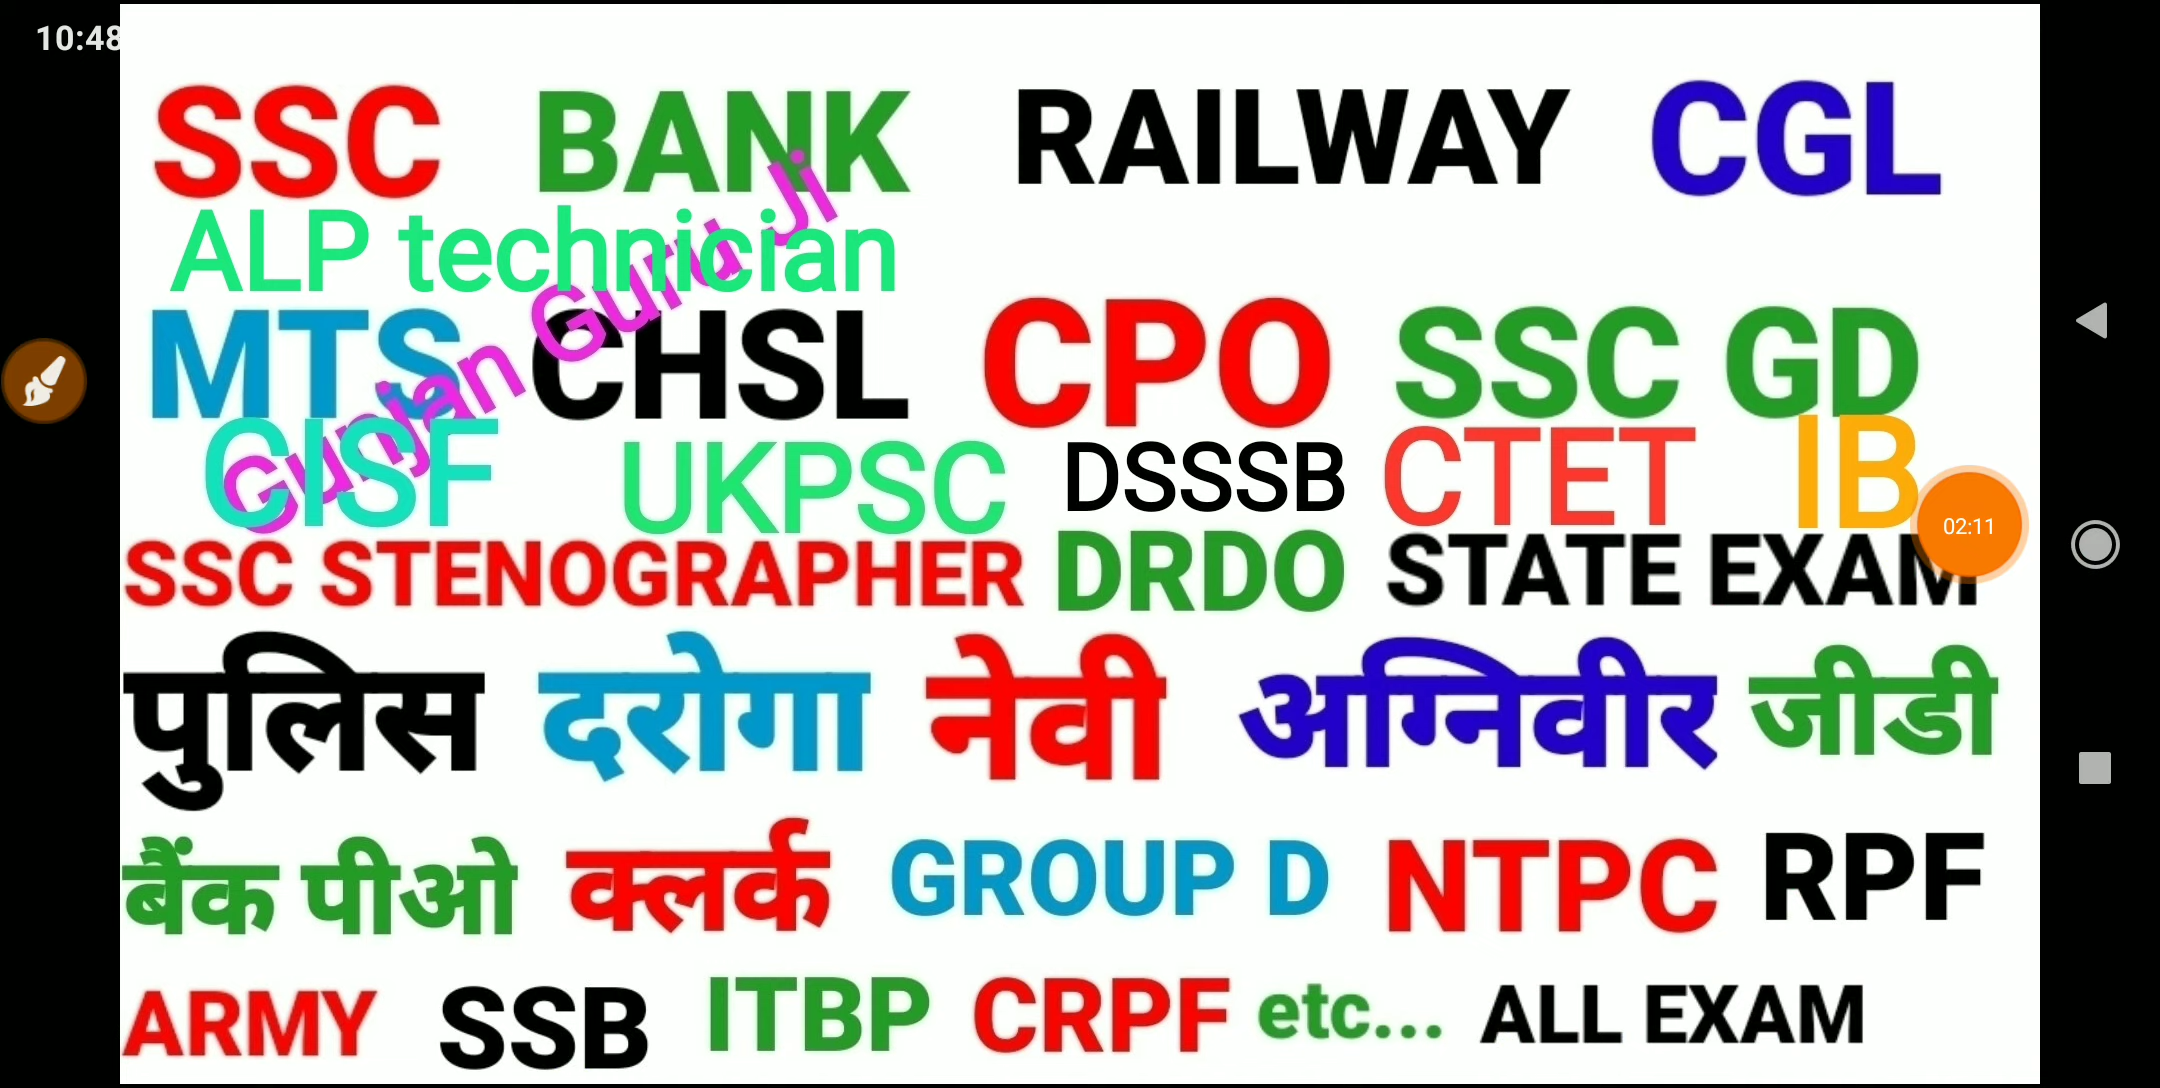 10:48
SSC BANK RAILWAY CGL
ALP technician
Gunjan Guru Ji
MTS CHSL CPO SSC GD
CISF UKPSC DSSSB CTET IB
02:11
SSC STENOGRAPHER DRDO STATE EXAM
पुलिस दरोगा नेवी अग्निवीर जीडी
बैंक पीओ क्लर्क GROUP D NTPC RPF
ARMY SSB ITBP CRPF etc... ALL EXAM